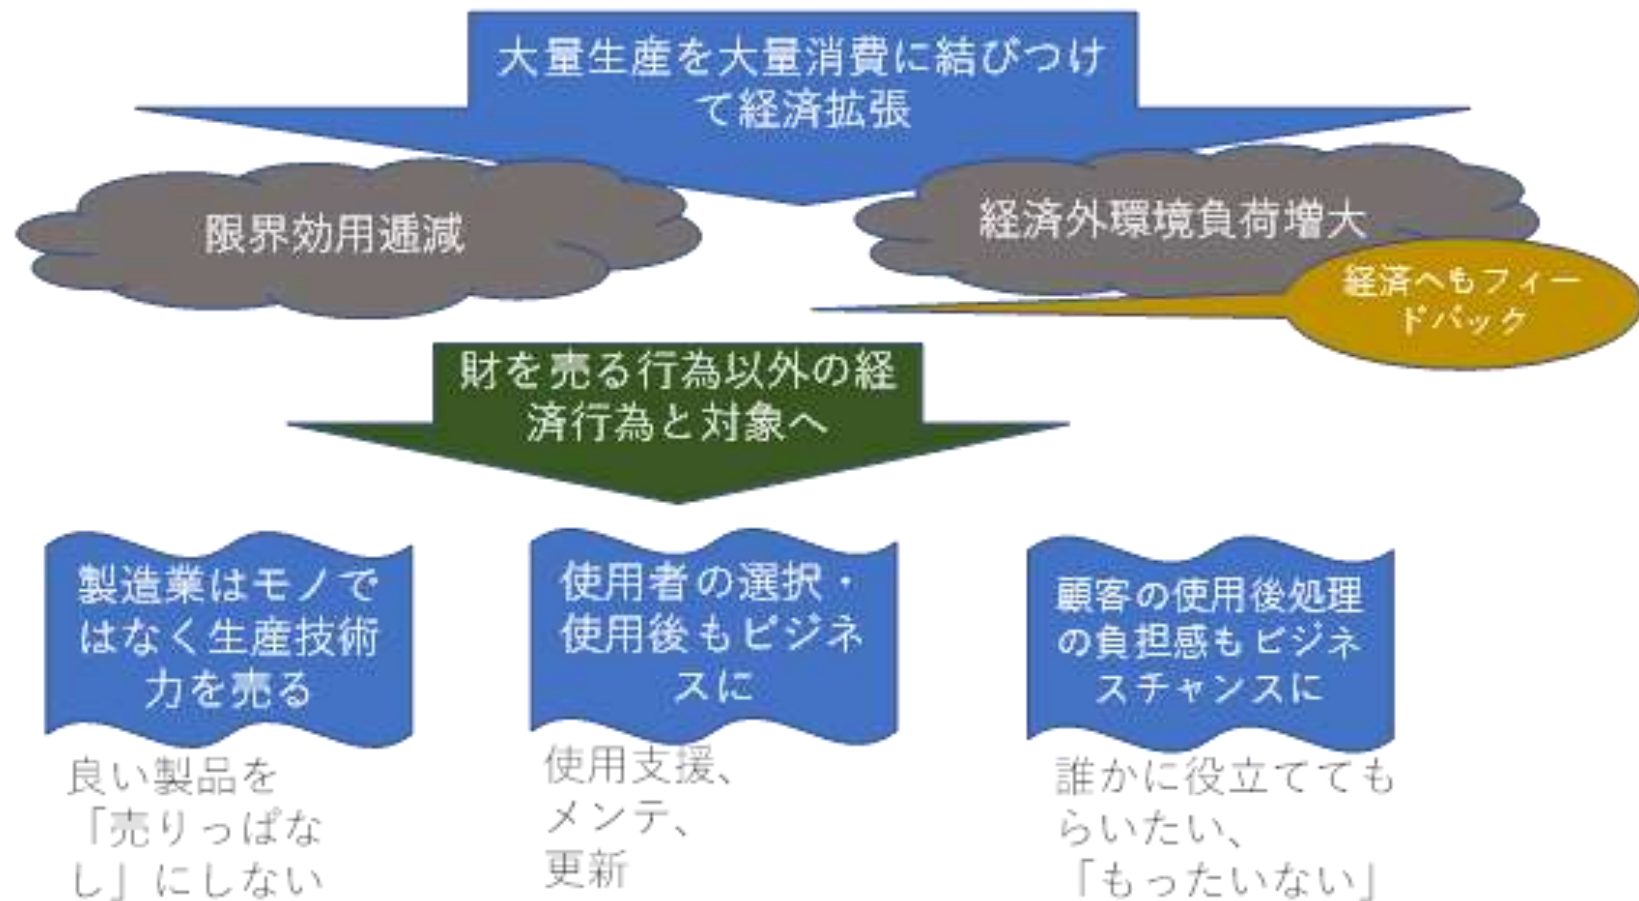 大量生産を大量消費に結びつけ
て経済拡張
限界効用逓減
経済外環境負荷増大
経済へもフィー
ドバック
財を売る行為以外の経
済行為と対象へ
製造業はモノで
はなく生産技術
力を売る
使用者の選択・
使用後もビジネ
スに
顧客の使用後処理
の負担感もビジネ
スチャンスに
良い製品を
「売りっぱな
し」にしない
使用支援、
メンテ、
更新
誰かに役立てても
らいたい、
「もったいない」